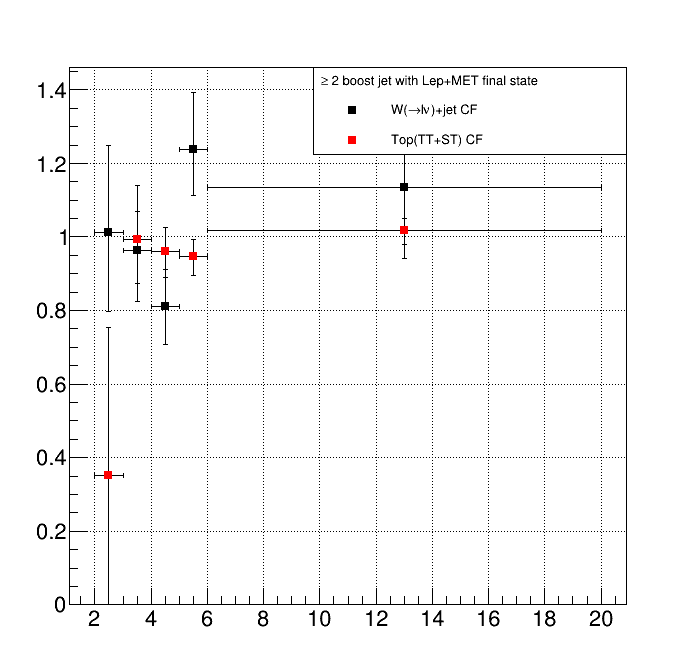 ≥ 2 boost jet with Lep+MET final state
W(→lν)+jet CF
Top(TT+ST) CF
1.4
1.2
1
0.8
0.6
0.4
0.2
0
2 4 6 8 10 12 14 16 18 20